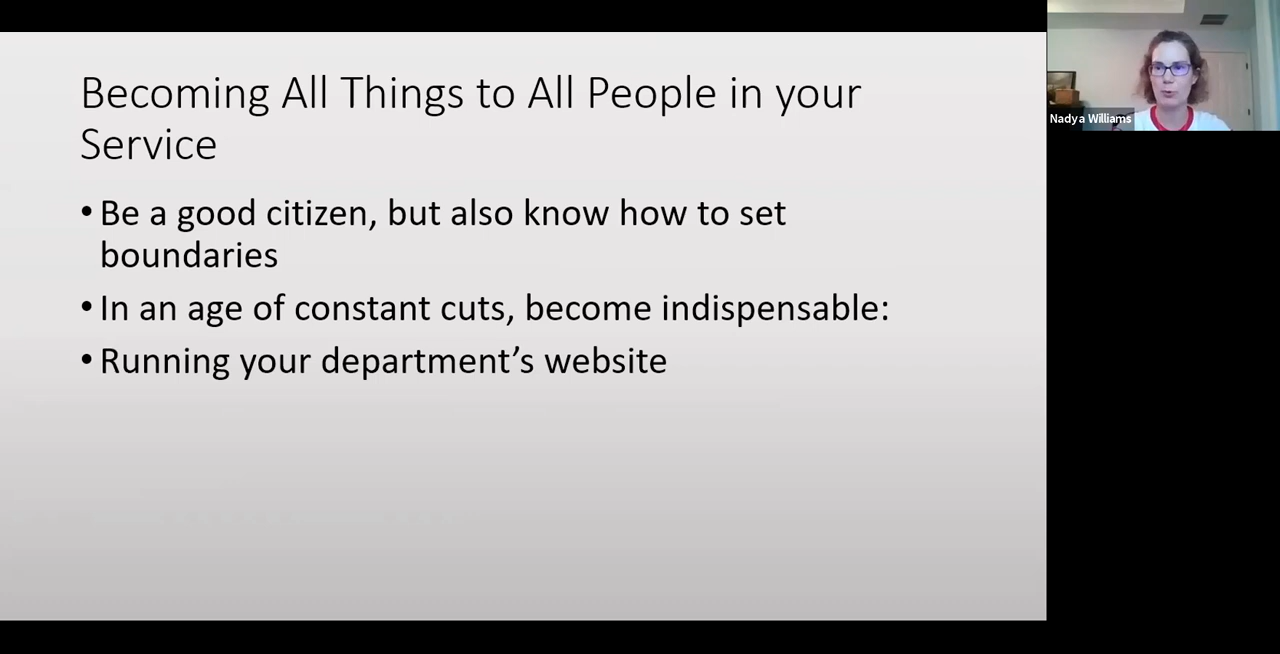 Becoming All Things to All People in your
Service
• Be a good citizen, but also know how to set
boundaries
• In an age of constant cuts, become indispensable:
• Running your department’s website
Nadya Williams